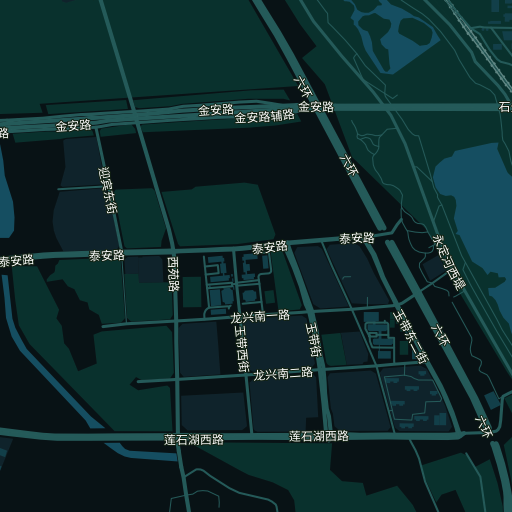 六环
金安路
金安路
石
金安路辅路
金安路
路
六环
迎宾东街
泰安路
泰安路
永定河西堤
泰安路
泰安路
西苑路
龙兴南一路
玉带东二街
六环
玉带街
玉带西街
龙兴南二路
六环
莲石湖西路
莲石湖西路